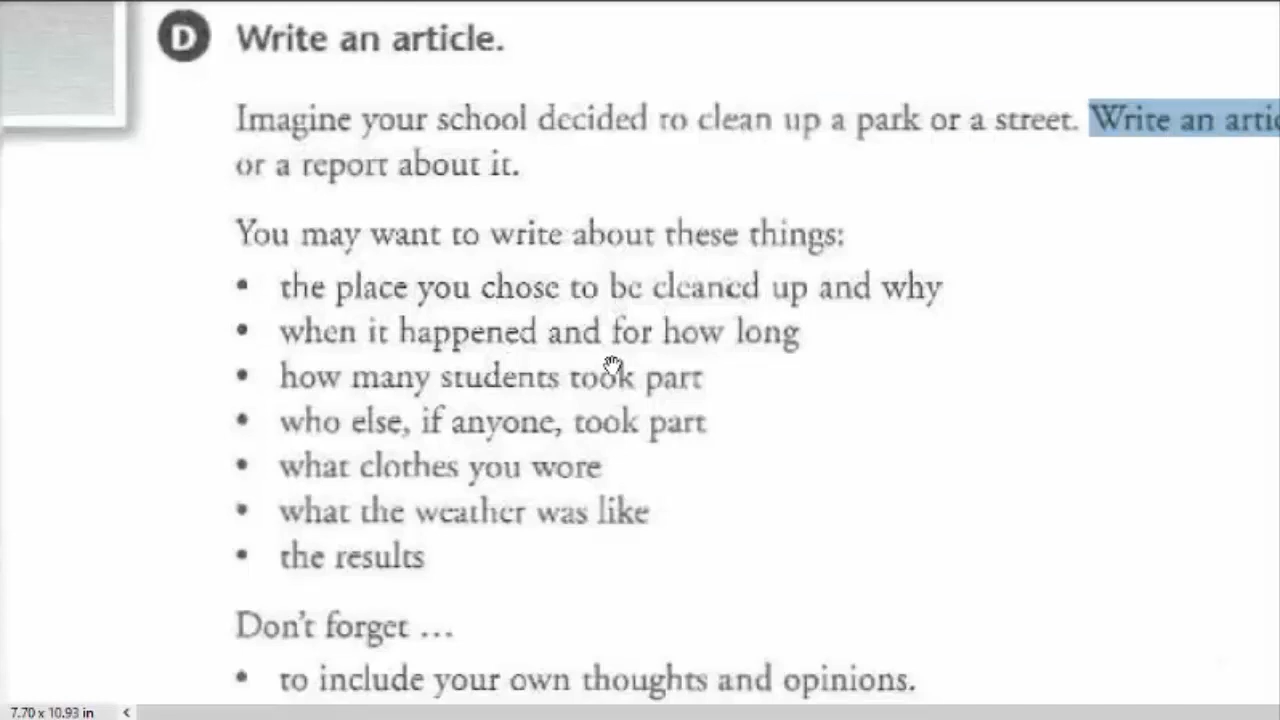 D Write an article.
Imagine your school decided to clean up a park or a street. Write an artic
or a report about it.
You may want to write about these things:
• the place you chose to be cleaned up and why
• when it happened and for how long
• how many students took part
• who else, if anyone, took part
• what clothes you wore
• what the weather was like
• the results
Don't forget …
• to include your own thoughts and opinions.
7.70 x 10.93 in